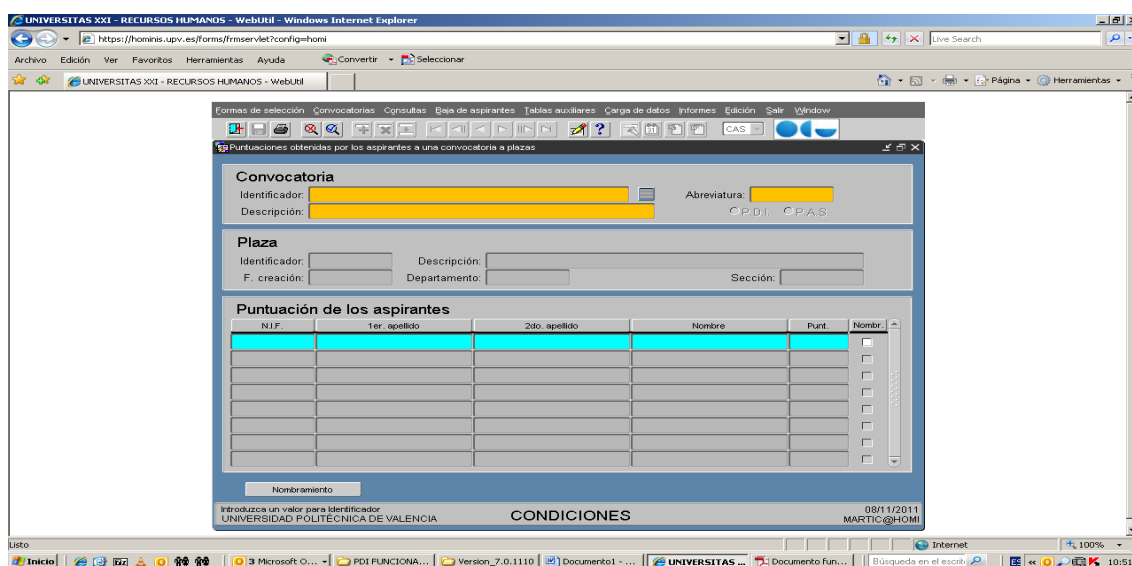 UNIVERSITAS XXI - RECURSOS HUMANOS - WebUtil - Windows Internet Explorer
https://hominis.upv.es/forms/frmservlet?config=homi
Live Search
Archivo Edición Ver Favoritos Herramientas Ayuda Convertir Seleccionar
UNIVERSITAS XXI - RECURSOS HUMANOS - WebUtil Página Herramientas
Formas de selección Convocatorias Consultas Baja de aspirantes Tablas auxiliares Carga de datos Informes Edición Salir Window
CAS
Puntuaciones obtenidas por los aspirantes a una convocatoria a plazas
Convocatoria
Identificador: Abreviatura:
Descripción: P.D.I. P.A.S.
Plaza
Identificador: Descripción:
F. creación: Departamento: Sección:
Puntuación de los aspirantes
N.I.F. 1er. apellido 2do. apellido Nombre Punt. Nombr.
Nombramiento
Introduzca un valor para Identificador 08/11/2011
UNIVERSIDAD POLITÉCNICA DE VALENCIA CONDICIONES MARTIC@HOMI
Listo Internet 100%
Inicio 3 Microsoft O... PDI FUNCIONA... Version_7.0.1110 Documento1 - ... UNIVERSITAS ... Documento fun... Búsqueda en el escrit ES 10:51